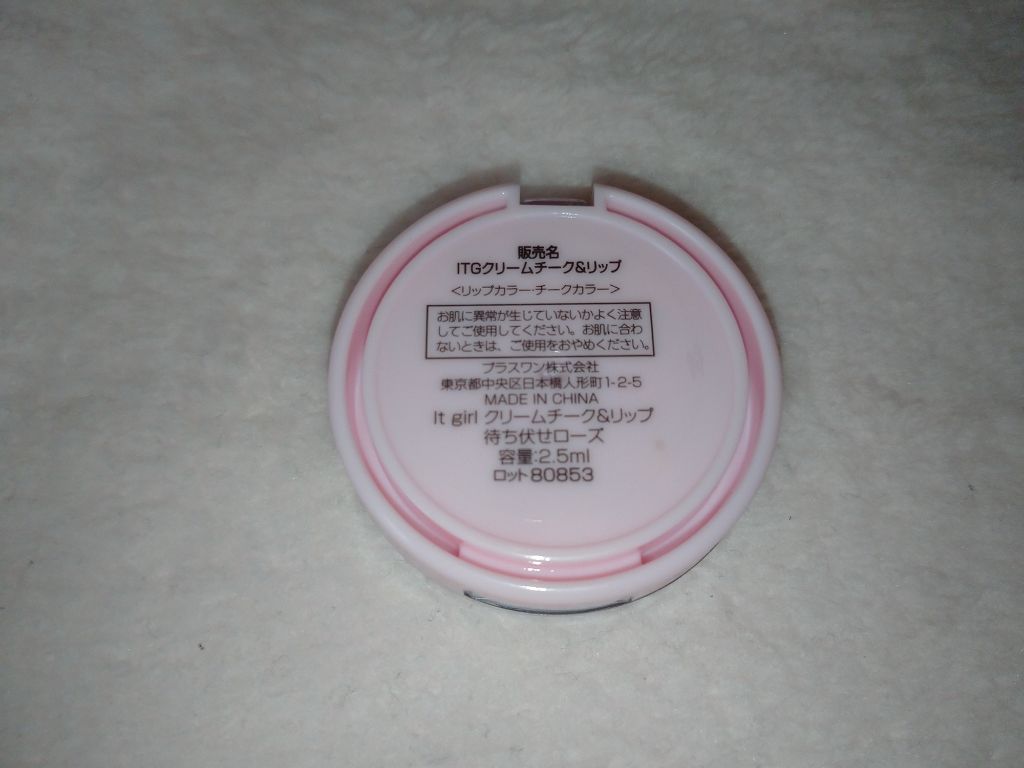 販売名
ITGクリームチーク&リップ
<リップカラー・チークカラー>
お肌に異常が生じていないかよく注意
してご使用してください。お肌に合わ
ないときは、ご使用をおやめください。
プラスワン株式会社
東京都中央区日本橋人形町1-2-5
MADE IN CHINA
It girl クリームチーク&リップ
待ち伏せローズ
容量:2.5ml
ロット80853